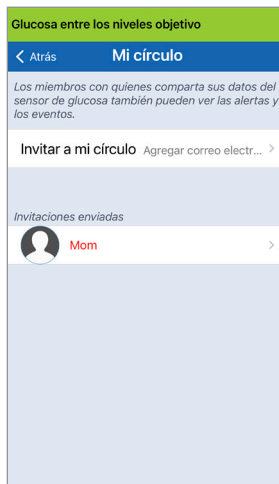 Glucosa entre los niveles objetivo
Atrás Mi círculo
Los miembros con quienes comparta sus datos del
sensor de glucosa también pueden ver las alertas y
los eventos.
Invitar a mi círculo Agregar correo electr...
Invitaciones enviadas
Mom